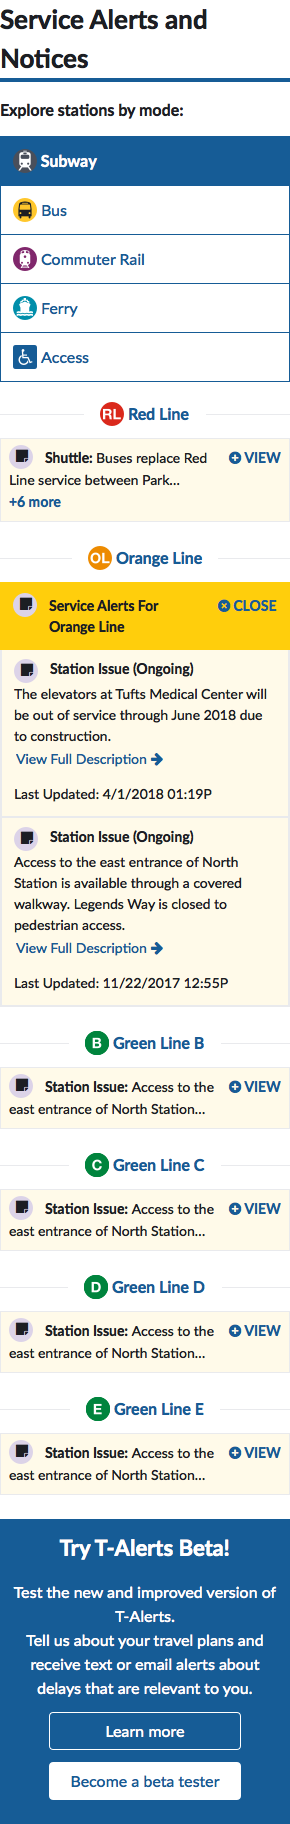 Service Alerts and
Notices
Explore stations by mode:
Subway
Bus
Commuter Rail
Ferry
Access
RL Red Line
Shuttle: Buses replace Red VIEW
Line service between Park...
+6 more
OL Orange Line
Service Alerts For CLOSE
Orange Line
Station Issue (Ongoing)
The elevators at Tufts Medical Center will
be out of service through June 2018 due
to construction.
View Full Description
Last Updated: 4/1/2018 01:19P
Station Issue (Ongoing)
Access to the east entrance of North
Station is available through a covered
walkway. Legends Way is closed to
pedestrian access.
View Full Description
Last Updated: 11/22/2017 12:55P
B Green Line B
Station Issue: Access to the VIEW
east entrance of North Station...
C Green Line C
Station Issue: Access to the VIEW
east entrance of North Station...
D Green Line D
Station Issue: Access to the VIEW
east entrance of North Station...
E Green Line E
Station Issue: Access to the VIEW
east entrance of North Station...
Try T-Alerts Beta!
Test the new and improved version of
T-Alerts.
Tell us about your travel plans and
receive text or email alerts about
delays that are relevant to you.
Learn more
Become a beta tester